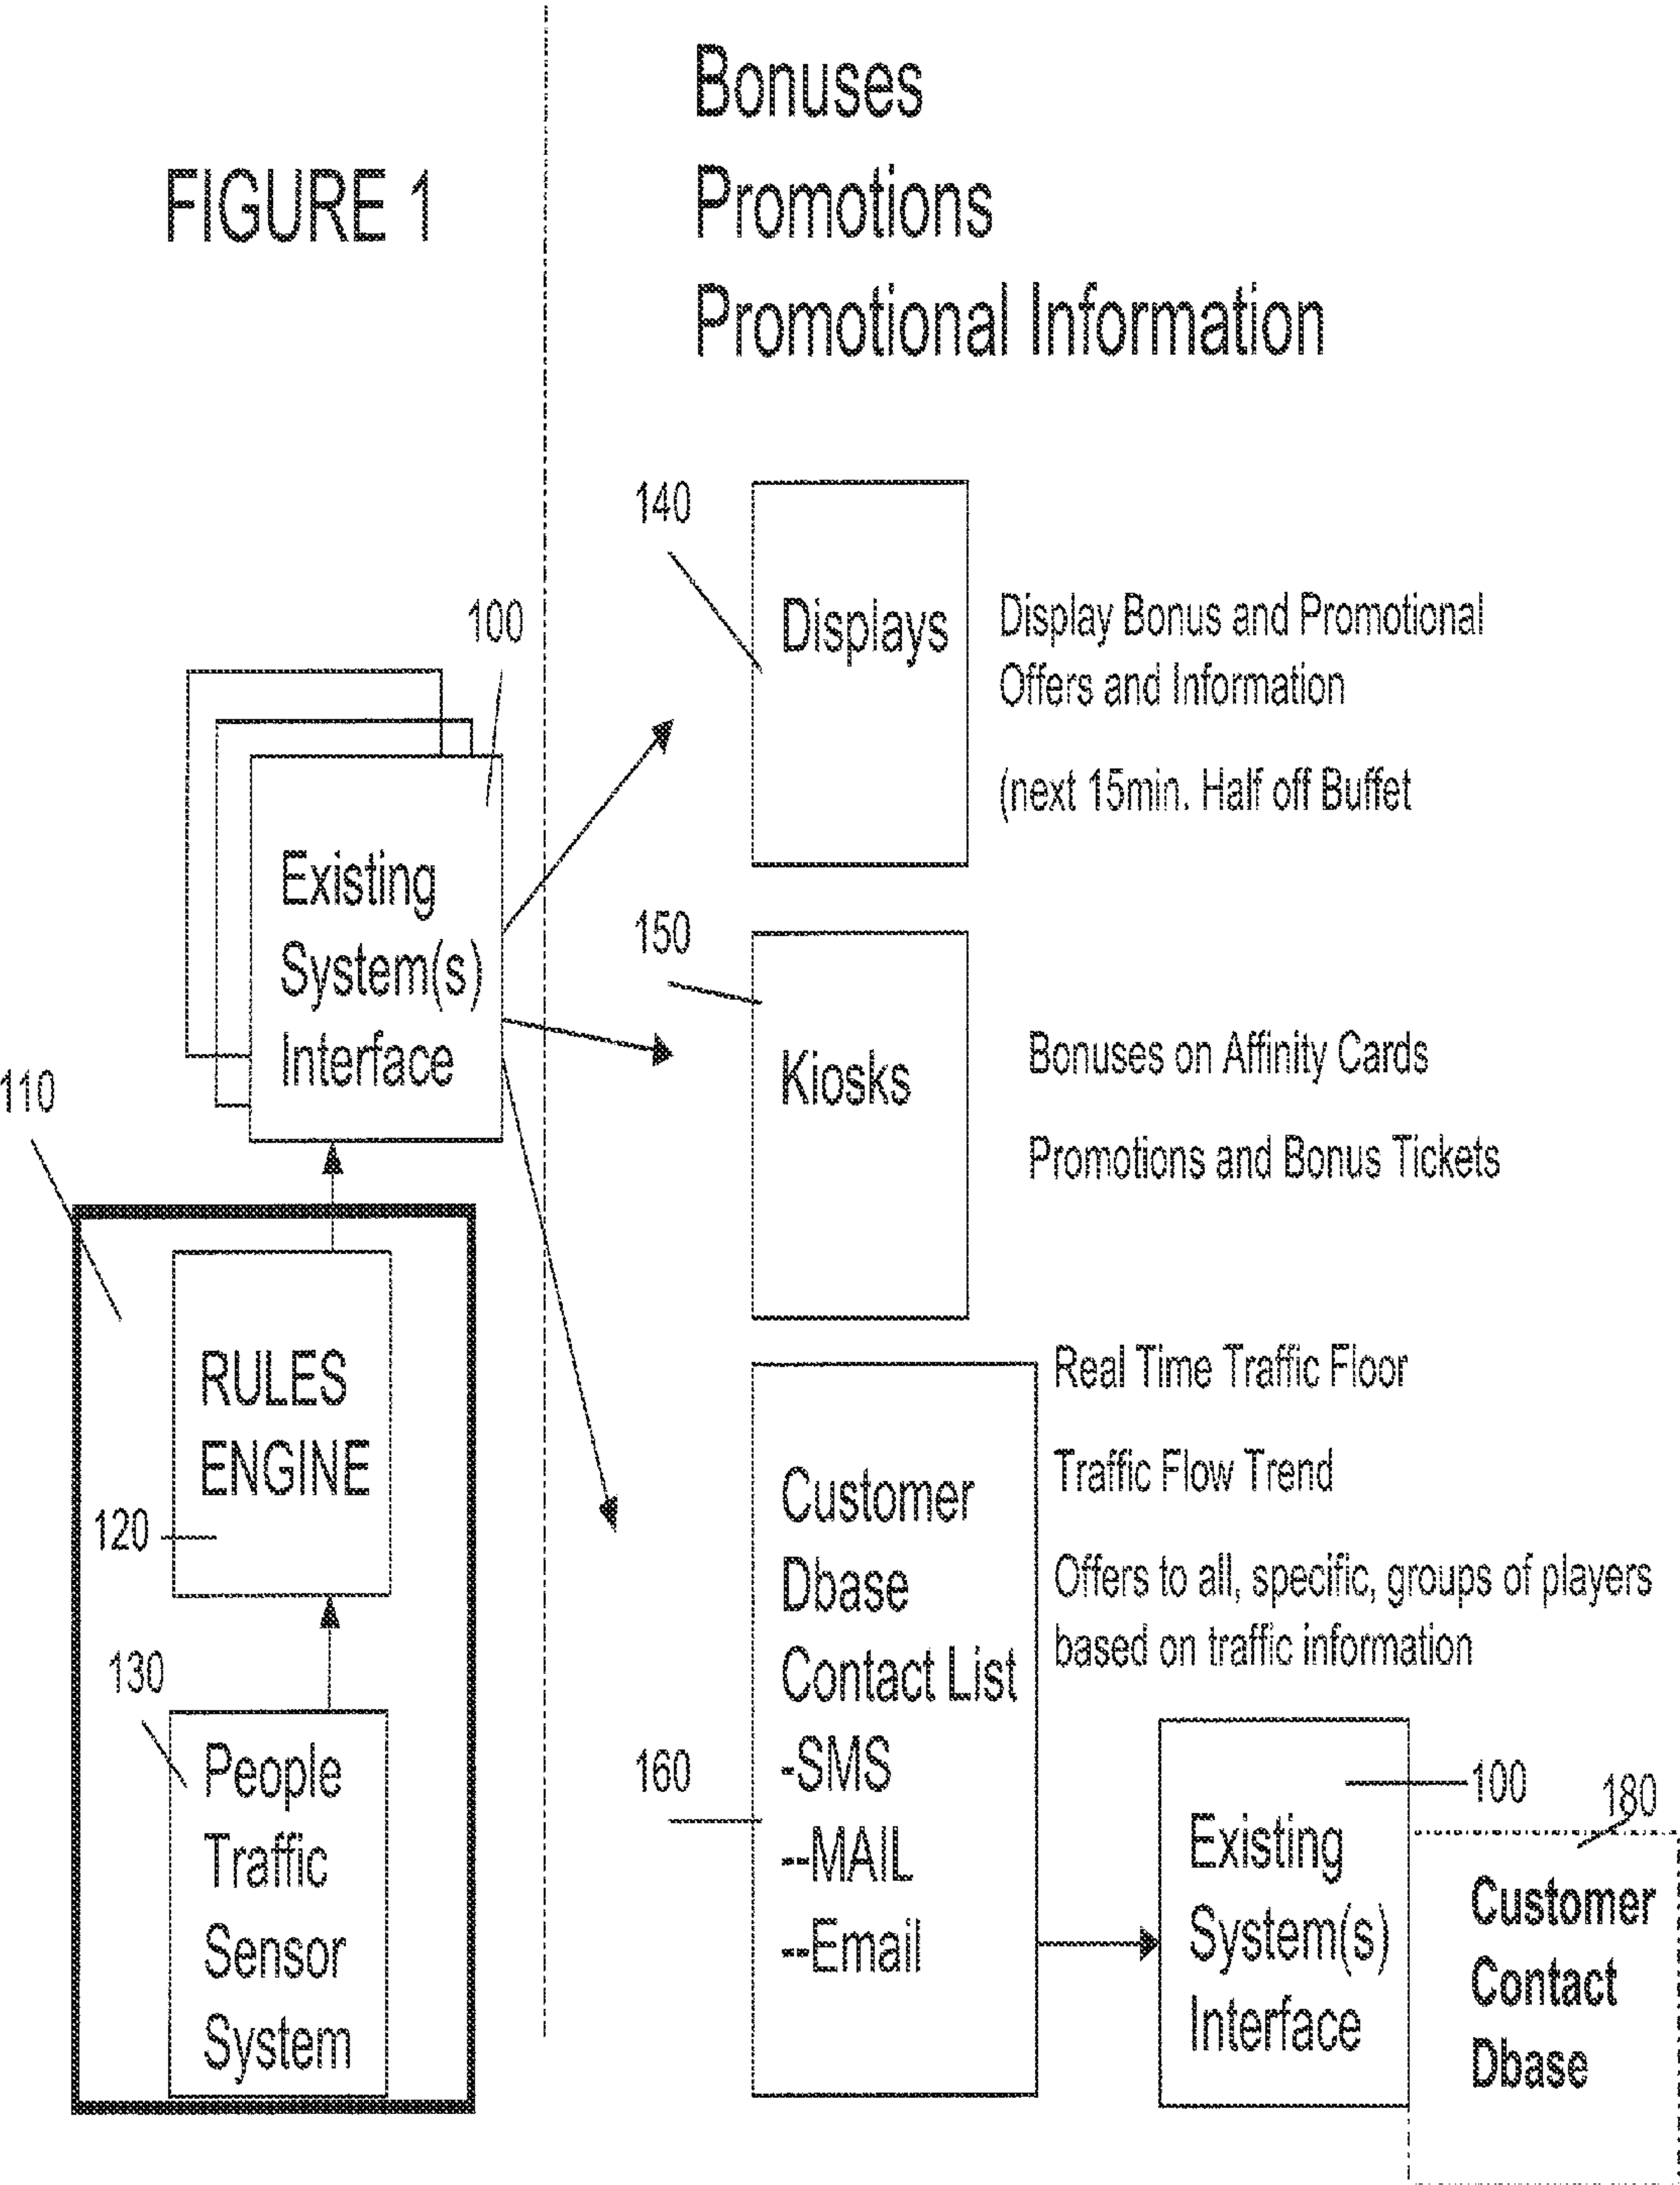 FIGURE 1
Bonuses
Promotions
Promotional Information
140
Displays
Display Bonus and Promotional
Offers and Information
(next 15min. Half off Buffet
100
Existing
System(s)
Interface
150
Kiosks
Bonuses on Affinity Cards
Promotions and Bonus Tickets
110
RULES
ENGINE
120
130
People
Traffic
Sensor
System
160
Customer
Dbase
Contact List
-SMS
--MAIL
--Email
Real Time Traffic Floor
Traffic Flow Trend
Offers to all, specific, groups of players
based on traffic information
100
Existing
System(s)
Interface
180
Customer
Contact
Dbase